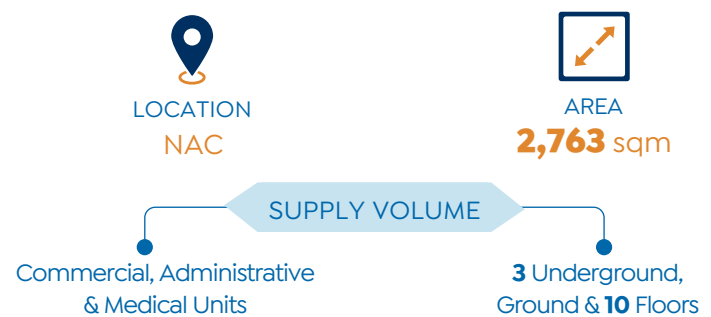 LOCATION
NAC
AREA
2,763 sqm
SUPPLY VOLUME
Commercial, Administrative
& Medical Units
3 Underground,
Ground & 10 Floors